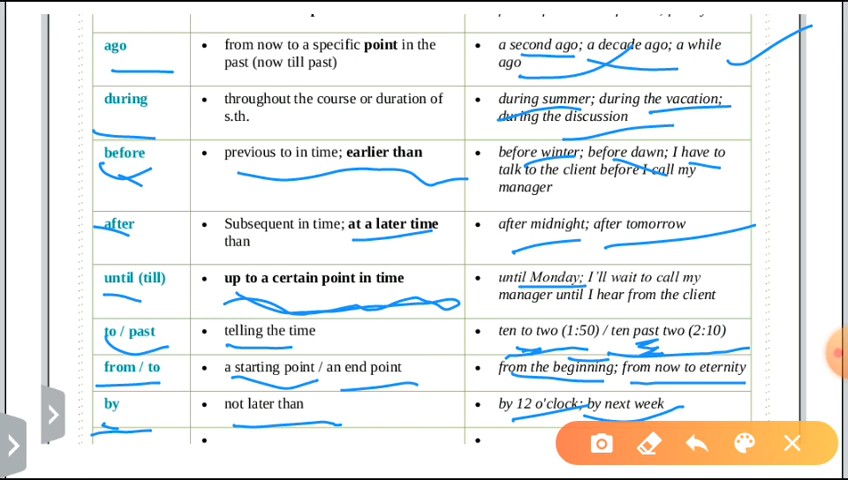 ago
• from now to a specific point in the
past (now till past)
• a second ago; a decade ago; a while
ago
during
• throughout the course or duration of
s.th.
• during summer; during the vacation;
during the discussion
before
• previous to in time; earlier than
• before winter; before dawn; I have to
talk to the client before I call my
manager
after
• Subsequent in time; at a later time
than
• after midnight; after tomorrow
until (till)
• up to a certain point in time
• until Monday; I'll wait to call my
manager until I hear from the client
to / past
• telling the time
• ten to two (1:50) / ten past two (2:10)
from / to
• a starting point / an end point
• from the beginning; from now to eternity
by
• not later than
• by 12 o'clock; by next week
•
•